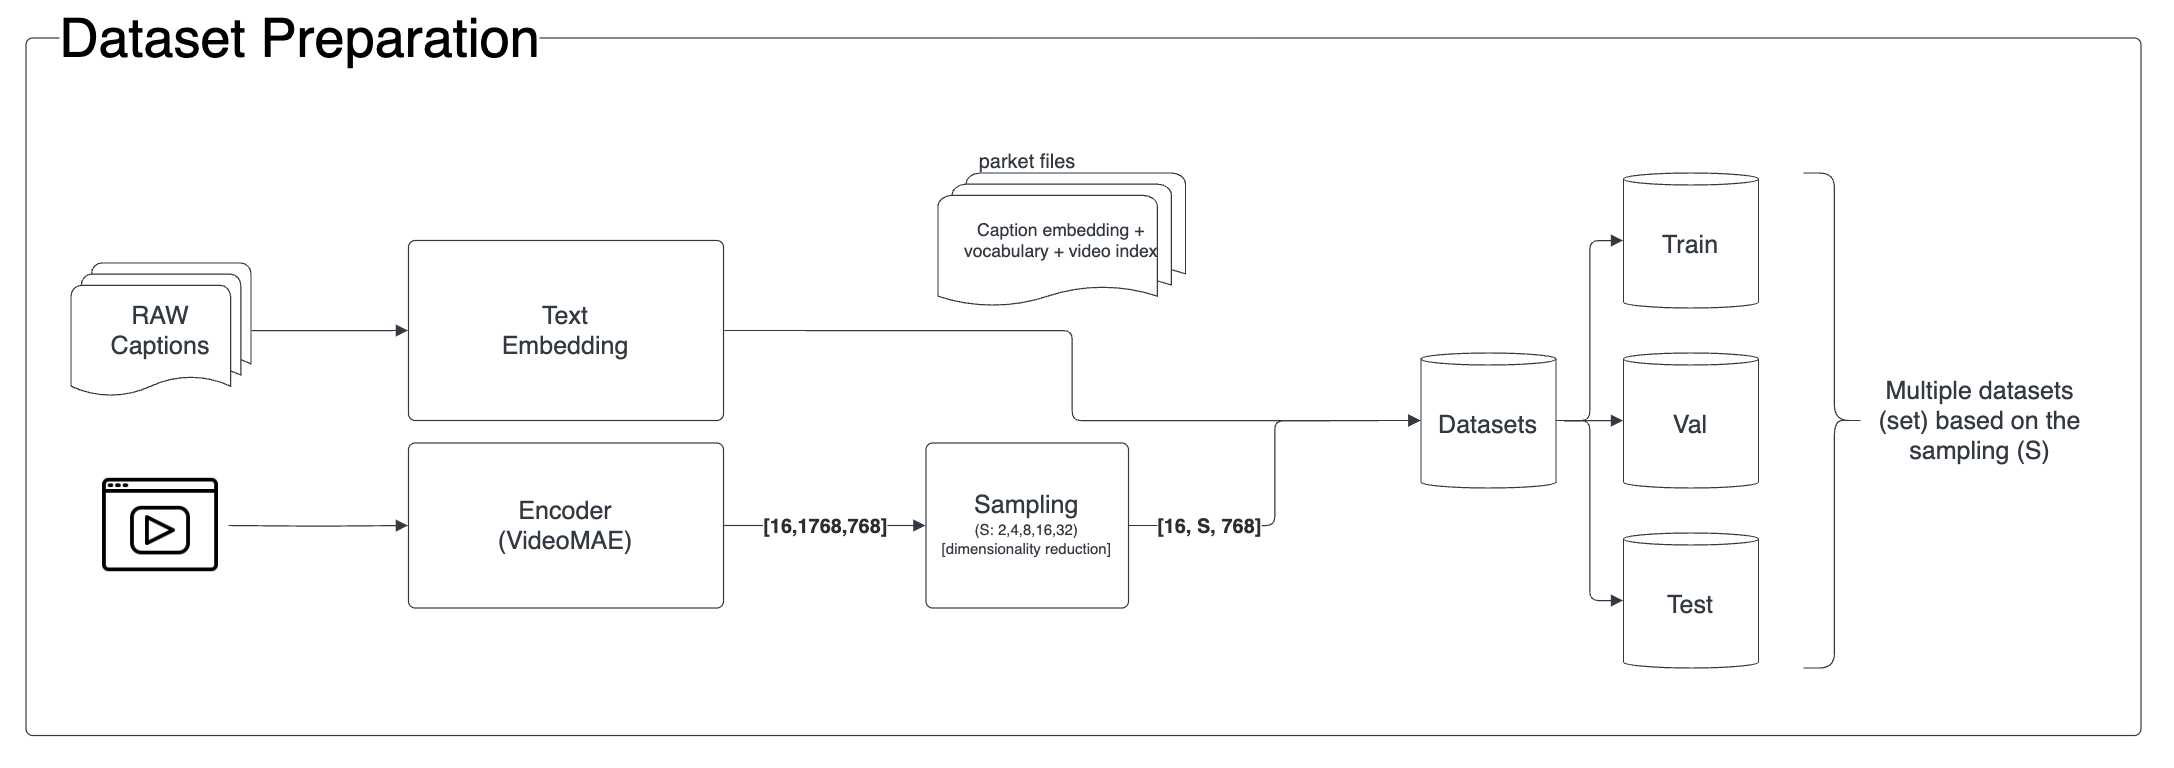 Dataset Preparation
parket files
Caption embedding +
vocabulary + video index
RAW
Captions
Text
Embedding
Encoder
(VideoMAE)
[16,1768,768]
Sampling
(S: 2,4,8,16,32)
[dimensionality reduction]
[16, S, 768]
Datasets
Train
Val
Test
Multiple datasets
(set) based on the
sampling (S)